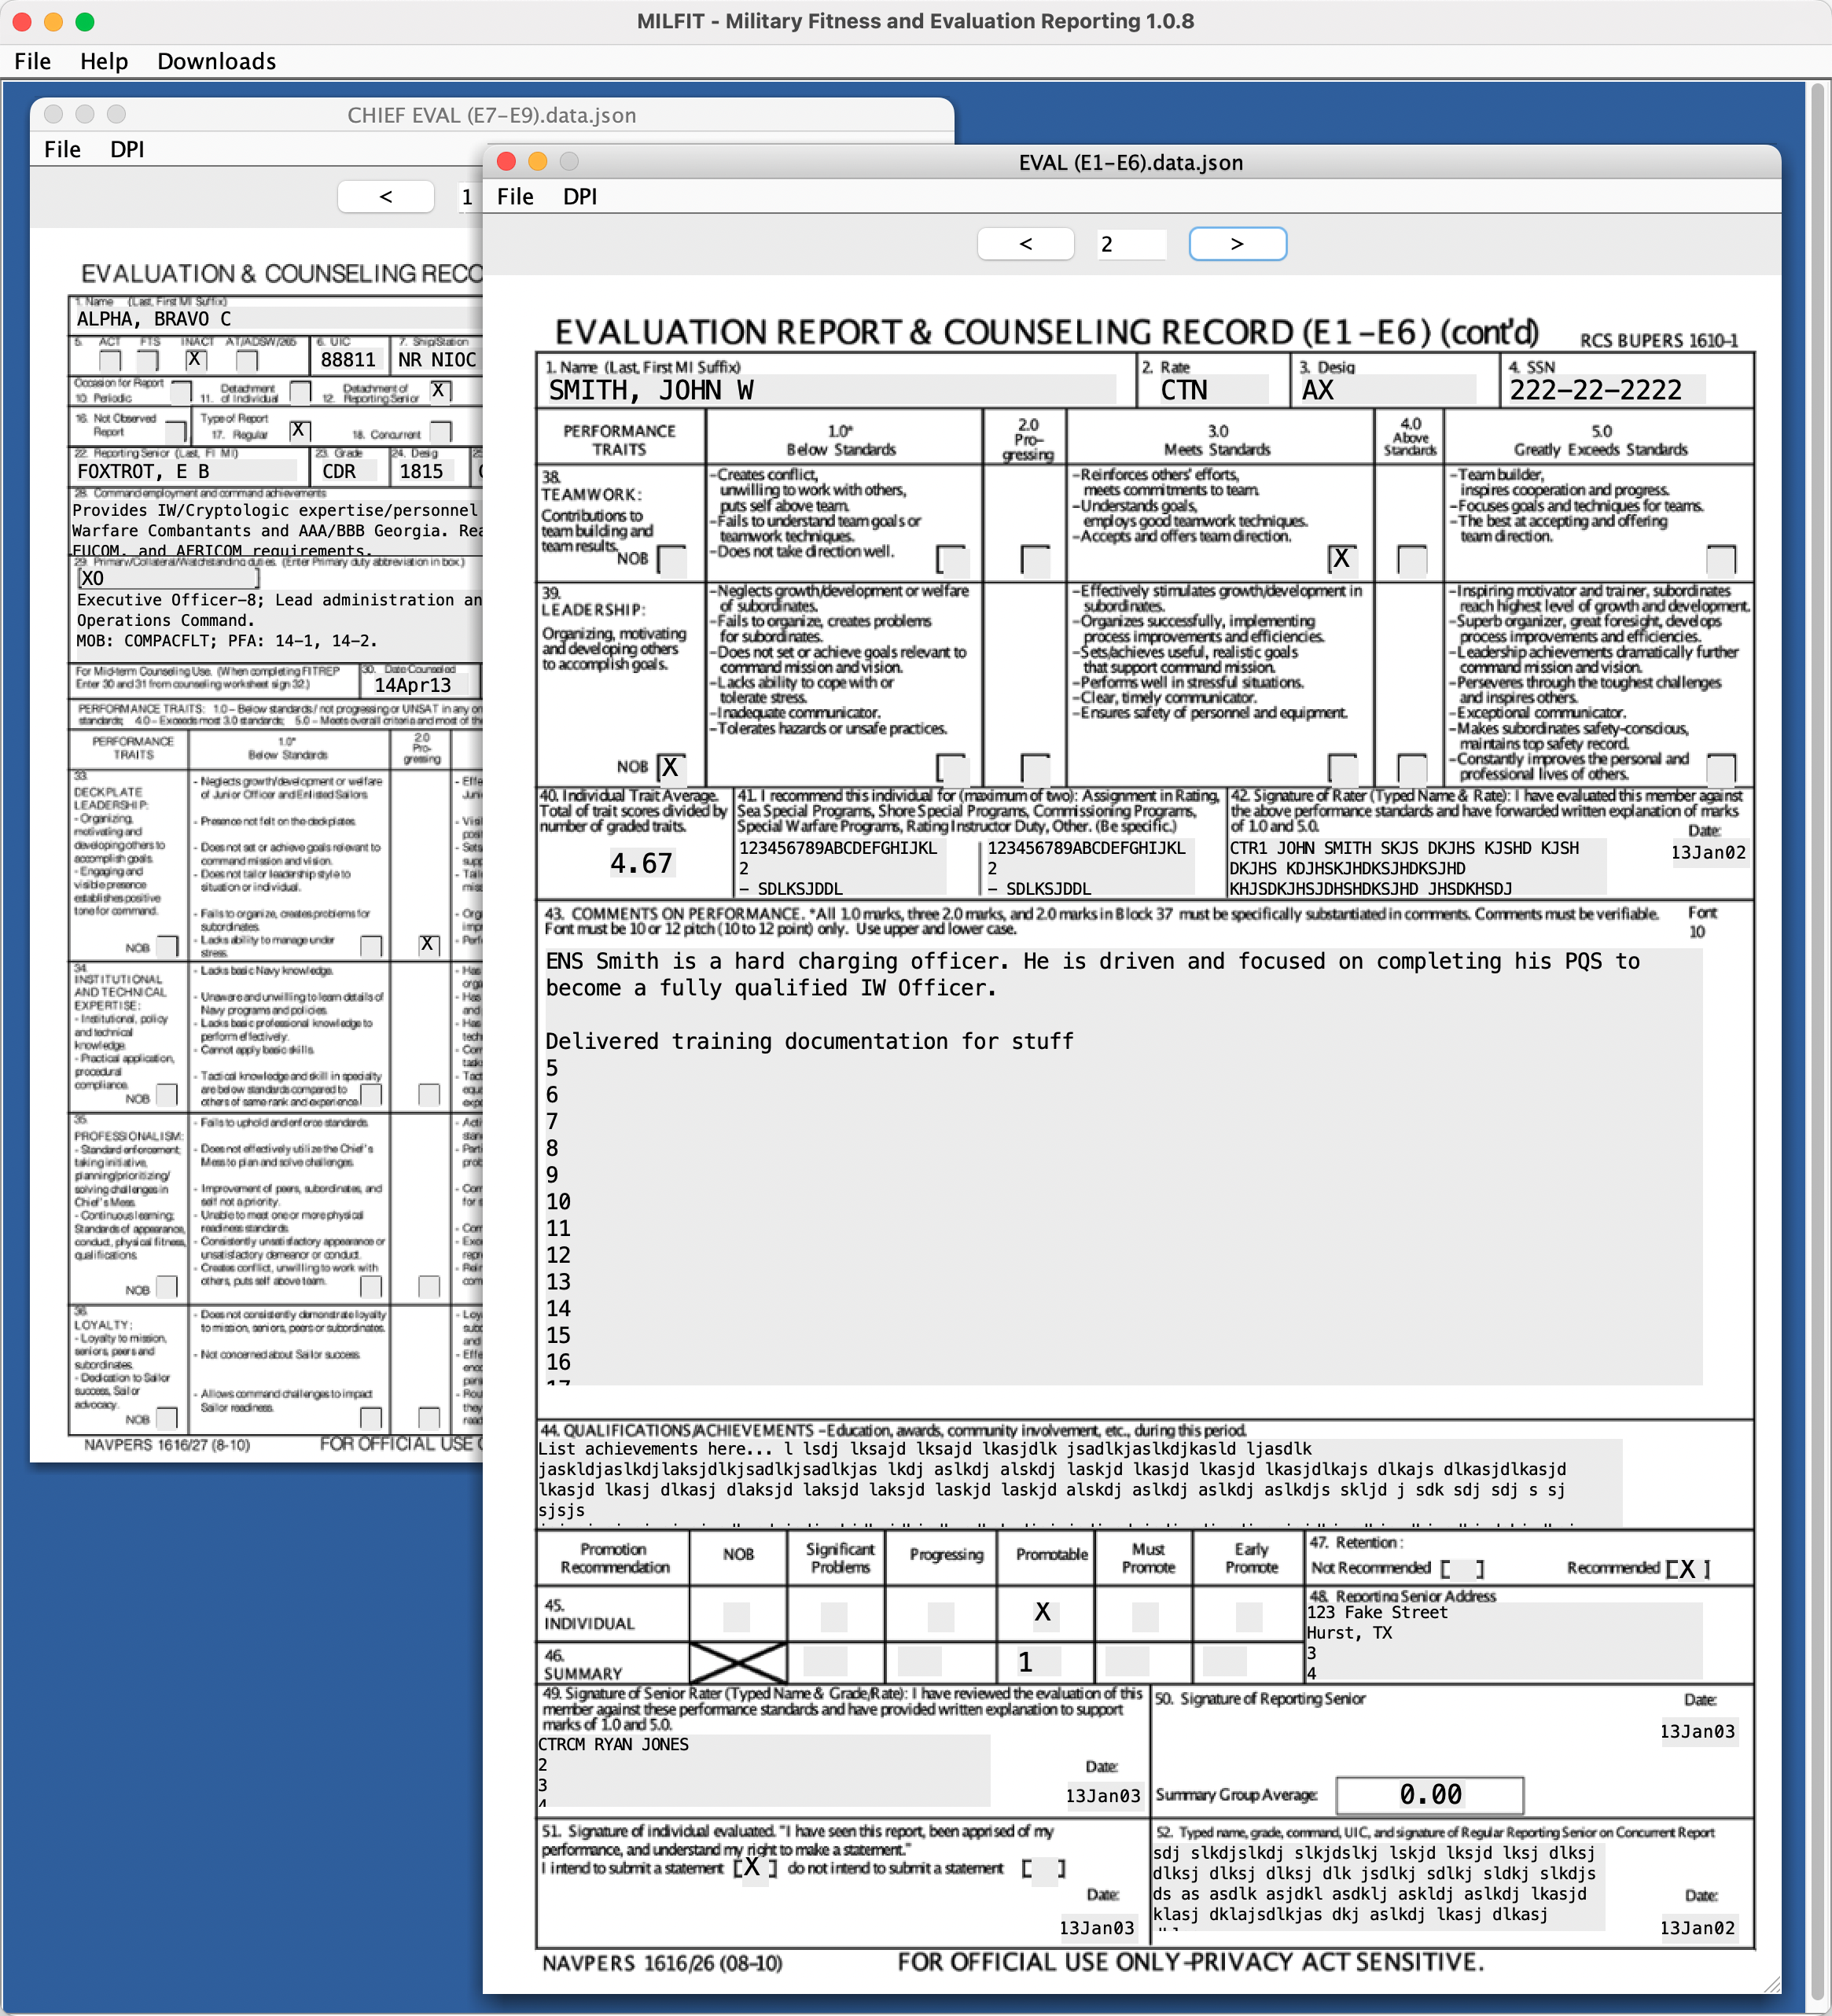 MILFIT - Military Fitness and Evaluation Reporting 1.0.8
File Help Downloads
CHIEF EVAL (E7-E9).data.json
File DPI
< 1
EVALUATION & COUNSELING RECO
1. Name (Last, First MI Suffix)
ALPHA, BRAVO C
5. ACT FTS INACT AT/ADSW/265 6. UIC 7. Ship/Station
X 88811 NR NIOC
Occasion for Report Detachment Detachment of
10. Periodic 11. of Individual 12. Reporting Senior X
16. Not Observed Type of Report
Report 17. Regular X 18. Concurrent
22. Reporting Senior (Last, FI MI) 23. Grade 24. Desig
FOXTROT, E B CDR 1815
28. Command employment and command achievements
Provides IW/Cryptologic expertise/personnel
Warfare Combantants and AAA/BBB Georgia. Rea
EUCOM, and AFRICOM requirements.
29. Primary/Collateral/Watchstanding duties. (Enter Primary duty abbreviation in box.)
[XO ]
Executive Officer-8; Lead administration an
Operations Command.
MOB: COMPACFLT; PFA: 14-1, 14-2.
For Mid-term Counseling Use. (When completing FITREP 30. Date Counseled
Enter 30 and 31 from counseling worksheet sign 32.) 14Apr13
PERFORMANCE TRAITS: 1.0 - Below standards/ not progressing or UNSAT in any on
standards; 4.0 - Exceeds most 3.0 standards; 5.0 - Meets overall criteria and most of the
PERFORMANCE TRAITS 1.0* Below Standards 2.0 Pro- gressing
33.
DECKPLATE
LEADERSHIP:
- Organizing,
motivating and
developing others to
accomplish goals.
- Engaging and
visible presence
establishes positive
tone for command.
NOB
- Neglects growth/development or welfare
of Junior Officer and Enlisted Sailors
- Presence not felt on the deckplates.
- Does not set or achieve goals relevant to
command mission and vision.
- Does not tailor leadership style to
situation or individual.
- Fails to organize, creates problems for
subordinates.
- Lacks ability to manage under
stress.
X
34.
INSTITUTIONAL
AND TECHNICAL
EXPERTISE:
- Institutional, policy
and technical
knowledge.
- Practical application,
procedural
compliance.
NOB
- Lacks basic Navy knowledge.
- Unaware and unwilling to learn details of
Navy programs and policies.
- Lacks basic professional knowledge to
perform effectively.
- Cannot apply basic skills.
- Tactical knowledge and skill in specialty
are below standards compared to
others of same rank and experience.
35.
PROFESSIONALISM:
- Standard enforcement,
taking initiative,
planning/prioritizing/
solving challenges in
Chief's Mess.
- Continuous learning;
Standards of appearance,
conduct, physical fitness,
qualifications.
NOB
- Fails to uphold and enforce standards.
- Does not effectively utilize the Chief's
Mess to plan and solve challenges.
- Improvement of peers, subordinates, and
self not a priority.
- Unable to meet one or more physical
readiness standards.
- Consistently unsatisfactory appearance or
unsatisfactory demeanor or conduct.
- Creates conflict, unwilling to work with
others, puts self above team.
36.
LOYALTY:
- Loyalty to mission,
seniors, peers and
subordinates.
- Dedication to Sailor
success, Sailor
advocacy.
NOB
- Does not consistently demonstrate loyalty
to mission, seniors, peers or subordinates.
- Not concerned about Sailor success.
- Allows command challenges to impact
Sailor readiness.
NAVPERS 1616/27 (8-10) FOR OFFICIAL USE
EVAL (E1-E6).data.json
File DPI
< 2 >
EVALUATION REPORT & COUNSELING RECORD (E1-E6) (cont'd) RCS BUPERS 1610-1
1. Name (Last, First MI Suffix) 2. Rate 3. Desig 4. SSN
SMITH, JOHN W CTN AX 222-22-2222
PERFORMANCE TRAITS 1.0* Below Standards 2.0 Pro- gressing 3.0 Meets Standards 4.0 Above Standards 5.0 Greatly Exceeds Standards
38.
TEAMWORK:
Contributions to
team building and
team results.
NOB
-Creates conflict,
unwilling to work with others,
puts self above team.
-Fails to understand team goals or
teamwork techniques.
-Does not take direction well.
-Reinforces others' efforts,
meets commitments to team.
-Understands goals,
employs good teamwork techniques.
-Accepts and offers team direction.
X
-Team builder,
inspires cooperation and progress.
-Focuses goals and techniques for teams.
-The best at accepting and offering
team direction.
39.
LEADERSHIP:
Organizing, motivating
and developing others
to accomplish goals.
NOB X
-Neglects growth/development or welfare
of subordinates.
-Fails to organize, creates problems
for subordinates.
-Does not set or achieve goals relevant to
command mission and vision.
-Lacks ability to cope with or
tolerate stress.
-Inadequate communicator.
-Tolerates hazards or unsafe practices.
-Effectively stimulates growth/development in
subordinates.
-Organizes successfully, implementing
process improvements and efficiencies.
-Sets/achieves useful, realistic goals
that support command mission.
-Performs well in stressful situations.
-Clear, timely communicator.
-Ensures safety of personnel and equipment.
-Inspiring motivator and trainer, subordinates
reach highest level of growth and development.
-Superb organizer, great foresight, develops
process improvements and efficiencies.
-Leadership achievements dramatically further
command mission and vision.
-Perseveres through the toughest challenges
and inspires others.
-Exceptional communicator.
-Makes subordinates safety-conscious,
maintains top safety record.
-Constantly improves the personal and
professional lives of others.
40. Individual Trait Average.
Total of trait scores divided by
number of graded traits.
4.67
41. I recommend this individual for (maximum of two): Assignment in Rating,
Sea Special Programs, Shore Special Programs, Commissioning Programs,
Special Warfare Programs, Rating Instructor Duty, Other. (Be specific.)
123456789ABCDEFGHIJKL 123456789ABCDEFGHIJKL
2 2
- SDLKSJDDL - SDLKSJDDL
42. Signature of Rater (Typed Name & Rate): I have evaluated this member against
the above performance standards and have forwarded written explanation of marks
of 1.0 and 5.0.
Date:
13Jan02
CTR1 JOHN SMITH SKJS DKJHS KJSHD KJSH
DKJHS KDJHSKJHDKSJHDKSJHD
KHJSDKJHSJDHSHDKSJHD JHSDKHSDJ
43. COMMENTS ON PERFORMANCE. *All 1.0 marks, three 2.0 marks, and 2.0 marks in Block 37 must be specifically substantiated in comments. Comments must be verifiable.
Font must be 10 or 12 pitch (10 to 12 point) only. Use upper and lower case.
Font
10
ENS Smith is a hard charging officer. He is driven and focused on completing his PQS to
become a fully qualified IW Officer.
Delivered training documentation for stuff
5
6
7
8
9
10
11
12
13
14
15
16
17
44. QUALIFICATIONS/ACHIEVEMENTS -Education, awards, community involvement, etc., during this period.
List achievements here... l lsdj lksajd lksajd lkasjdlk jsadlkjaslkdjkasld ljasdlk
jaskldjaslkdjlaksjdlkjsadlkjsadlkjas lkdj aslkdj alskdj laskjd lkasjd lkasjd lkasjdlkajs dlkajs dlkasjdlkasjd
lkasjd lkasj dlkasj dlaksjd laksjd laksjd laskjd laskjd alskdj aslkdj aslkdj aslkdjs skljd j sdk sdj sdj s sj
sjsjs
Promotion Recommendation NOB Significant Problems Progressing Promotable Must Promote Early Promote
45. INDIVIDUAL X
46. SUMMARY 1
47. Retention:
Not Recommended [ ] Recommended [X ]
48. Reporting Senior Address
123 Fake Street
Hurst, TX
3
4
49. Signature of Senior Rater (Typed Name & Grade/Rate): I have reviewed the evaluation of this
member against these performance standards and have provided written explanation to support
marks of 1.0 and 5.0.
CTRCM RYAN JONES
2
3
4
Date:
13Jan03
50. Signature of Reporting Senior Date:
13Jan03
Summary Group Average: 0.00
51. Signature of individual evaluated. "I have seen this report, been apprised of my
performance, and understand my right to make a statement."
I intend to submit a statement [X ] do not intend to submit a statement [ ]
Date:
13Jan03
52. Typed name, grade, command, UIC, and signature of Regular Reporting Senior on Concurrent Report
sdj slkdjslkdj slkjdslkj lskjd lksjd lksj dlksj
dlksj dlksj dlksj dlk jsdlkj sdlkj sldkj slkdjs
ds as asdlk asjdkl asdklj askldj aslkdj lkasjd
klasj dklajsdlkjas dkj aslkdj lkasj dlkasj
Date:
13Jan02
NAVPERS 1616/26 (08-10) FOR OFFICIAL USE ONLY-PRIVACY ACT SENSITIVE.